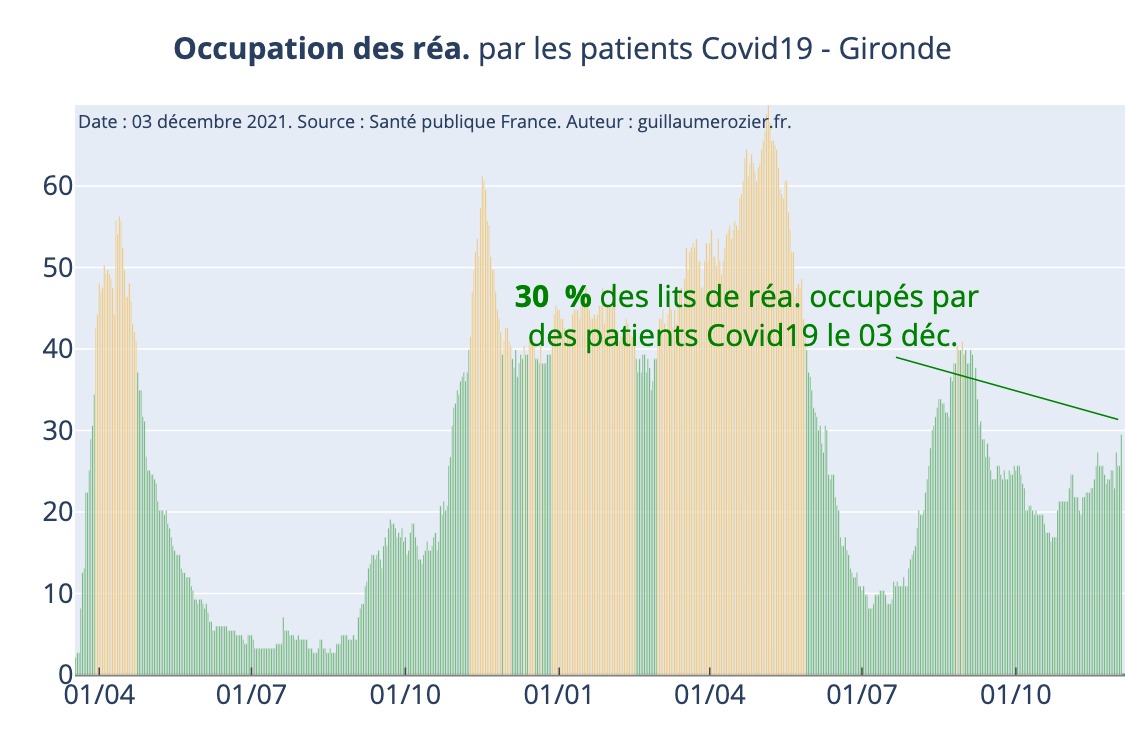 Occupation des réa. par les patients Covid19 - Gironde
Date : 03 décembre 2021. Source : Santé publique France. Auteur : guillaumerozier.fr.
60
50
30 % des lits de réa. occupés par
des patients Covid19 le 03 déc.
40
30
20
10
0
01/04 01/07 01/10 01/01 01/04 01/07 01/10